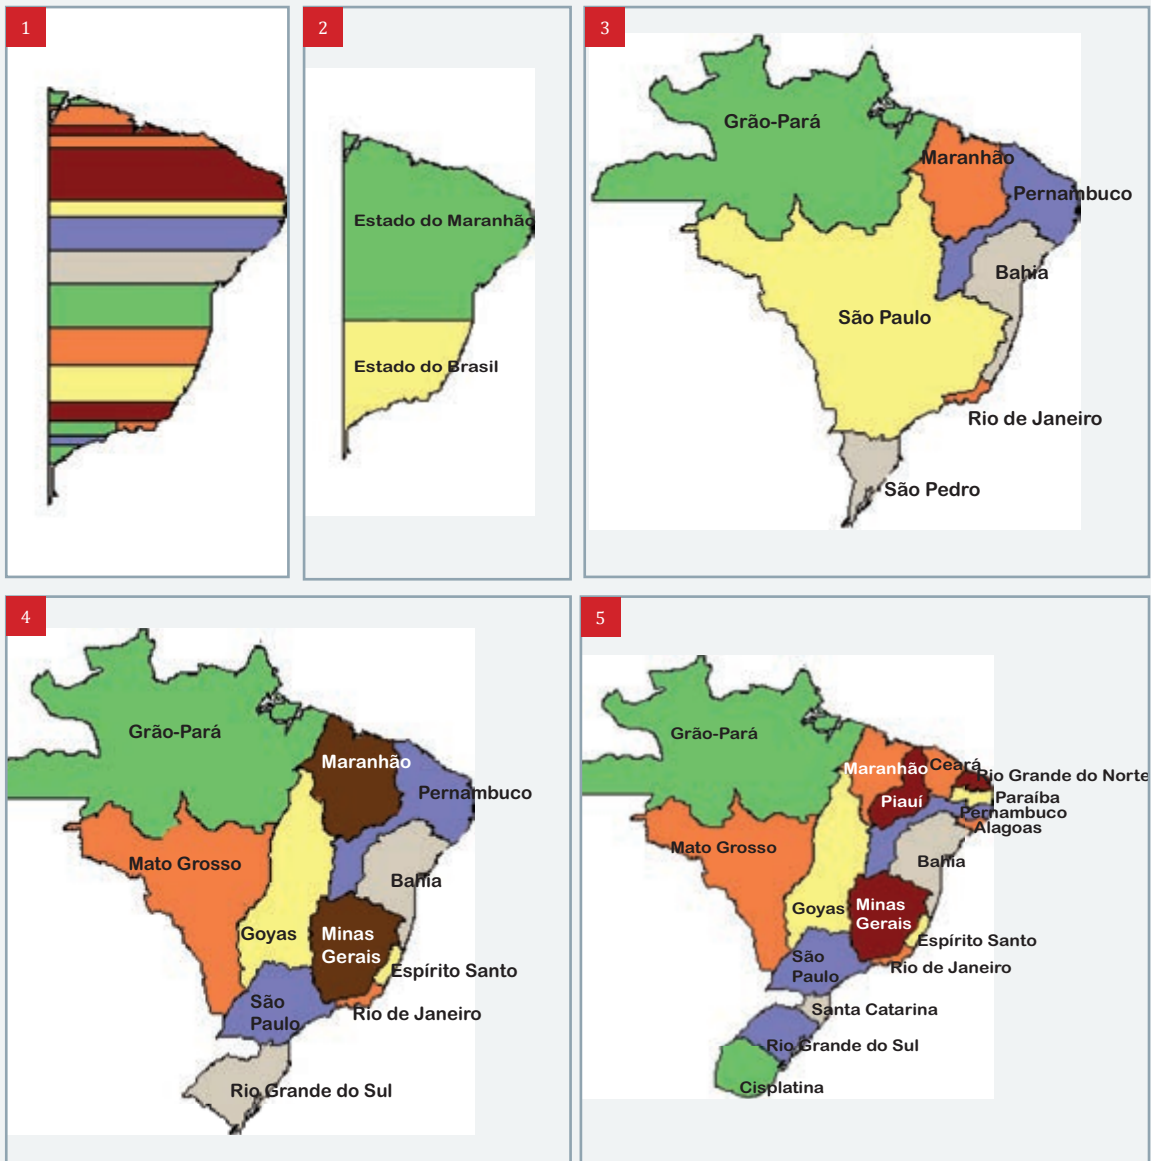 1
2
Estado do Maranhão
Estado do Brasil
3
Grão-Pará
Maranhão
Pernambuco
Bahia
São Paulo
Rio de Janeiro
São Pedro
4
Grão-Pará
Maranhão
Pernambuco
Mato Grosso
Bahia
Goyas
Minas
Gerais
Espírito Santo
São
Paulo
Rio de Janeiro
Rio Grande do Sul
5
Grão-Pará
Maranhão
Ceará
Rio Grande do Norte
Piauí
Paraíba
Pernambuco
Alagoas
Mato Grosso
Bahia
Goyas
Minas
Gerais
Espírito Santo
São
Paulo
Rio de Janeiro
Santa Catarina
Rio Grande do Sul
Cisplatina